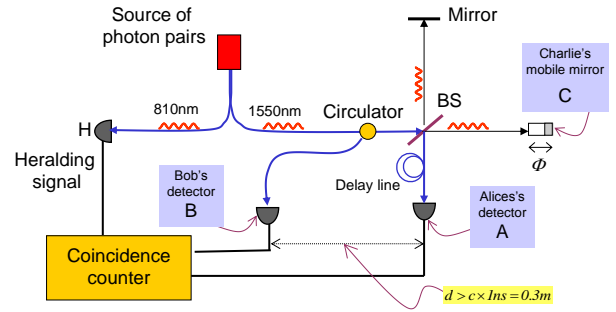 Source of
photon pairs
Mirror
Charlie's
mobile mirror
C
810nm
1550nm
Circulator
BS
H
Heralding
signal
Φ
Bob's
detector
B
Delay line
Alices's
detector
A
Coincidence
counter
d > c × 1ns = 0.3m